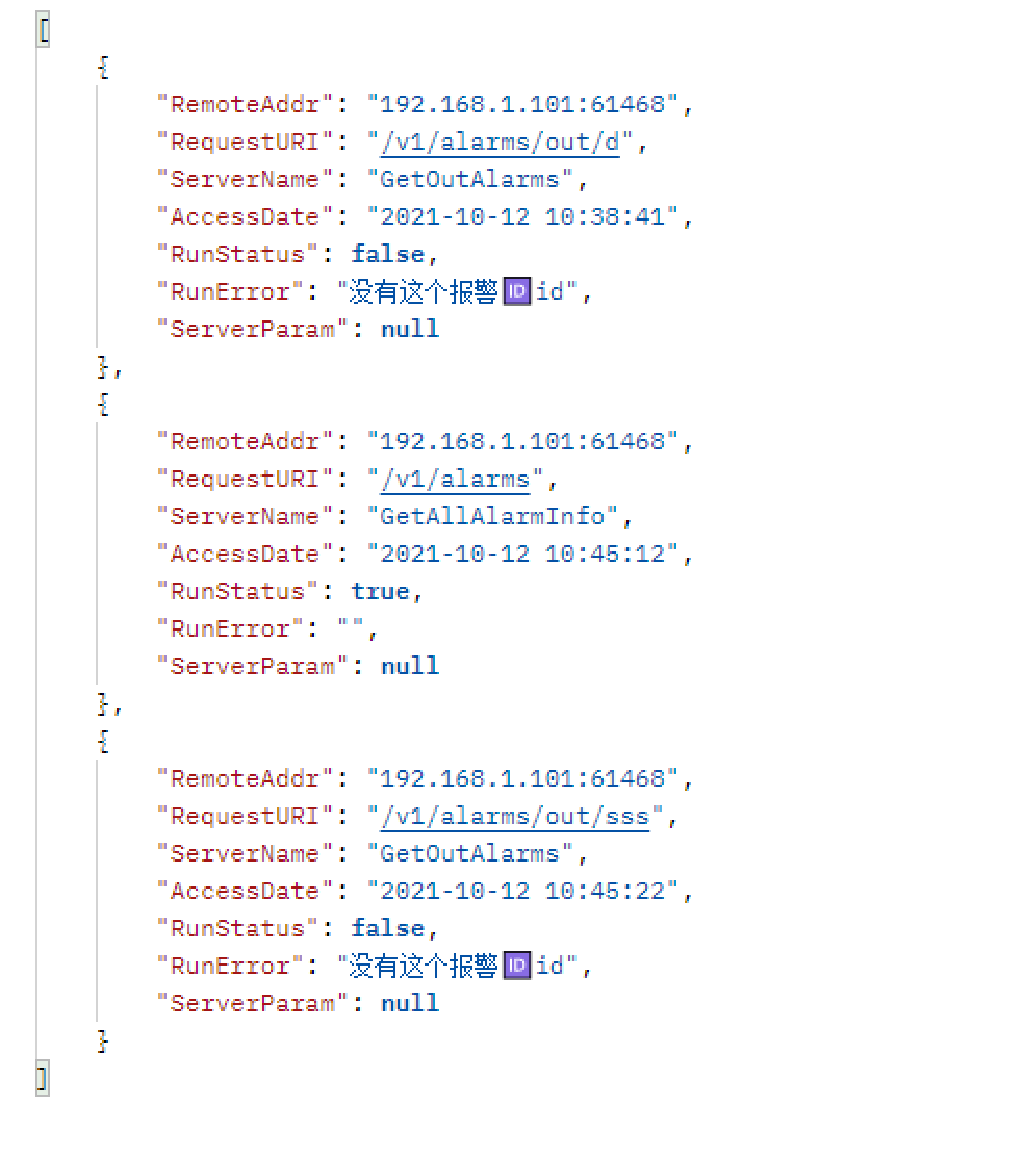 [
{
"RemoteAddr": "192.168.1.101:61468",
"RequestURI": "/v1/alarms/out/d",
"ServerName": "GetOutAlarms",
"AccessDate": "2021-10-12 10:38:41",
"RunStatus": false,
"RunError": "没有这个报警🆔id",
"ServerParam": null
},
{
"RemoteAddr": "192.168.1.101:61468",
"RequestURI": "/v1/alarms",
"ServerName": "GetAllAlarmInfo",
"AccessDate": "2021-10-12 10:45:12",
"RunStatus": true,
"RunError": "",
"ServerParam": null
},
{
"RemoteAddr": "192.168.1.101:61468",
"RequestURI": "/v1/alarms/out/sss",
"ServerName": "GetOutAlarms",
"AccessDate": "2021-10-12 10:45:22",
"RunStatus": false,
"RunError": "没有这个报警🆔id",
"ServerParam": null
}
]